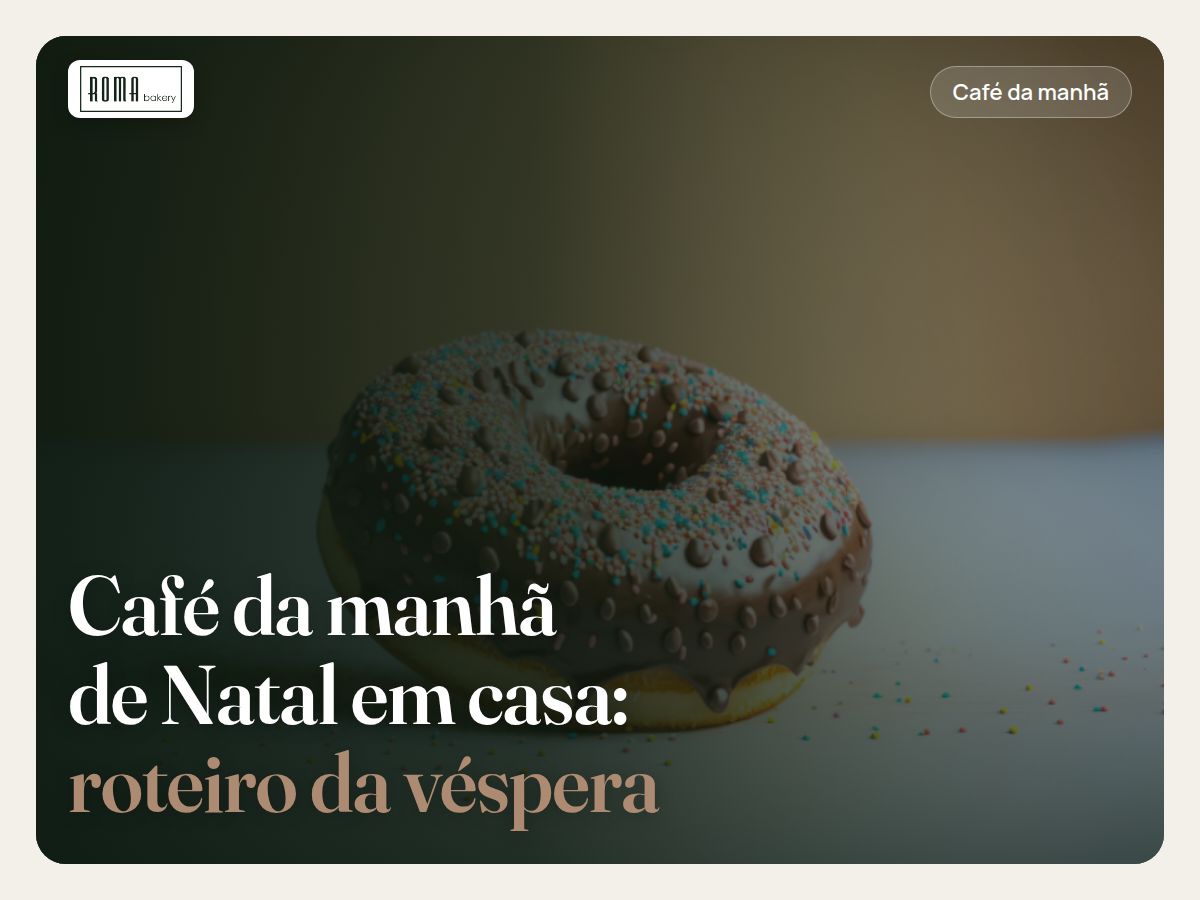 ROMA bakery
Café da manhã
Café da manhã
de Natal em casa:
roteiro da véspera